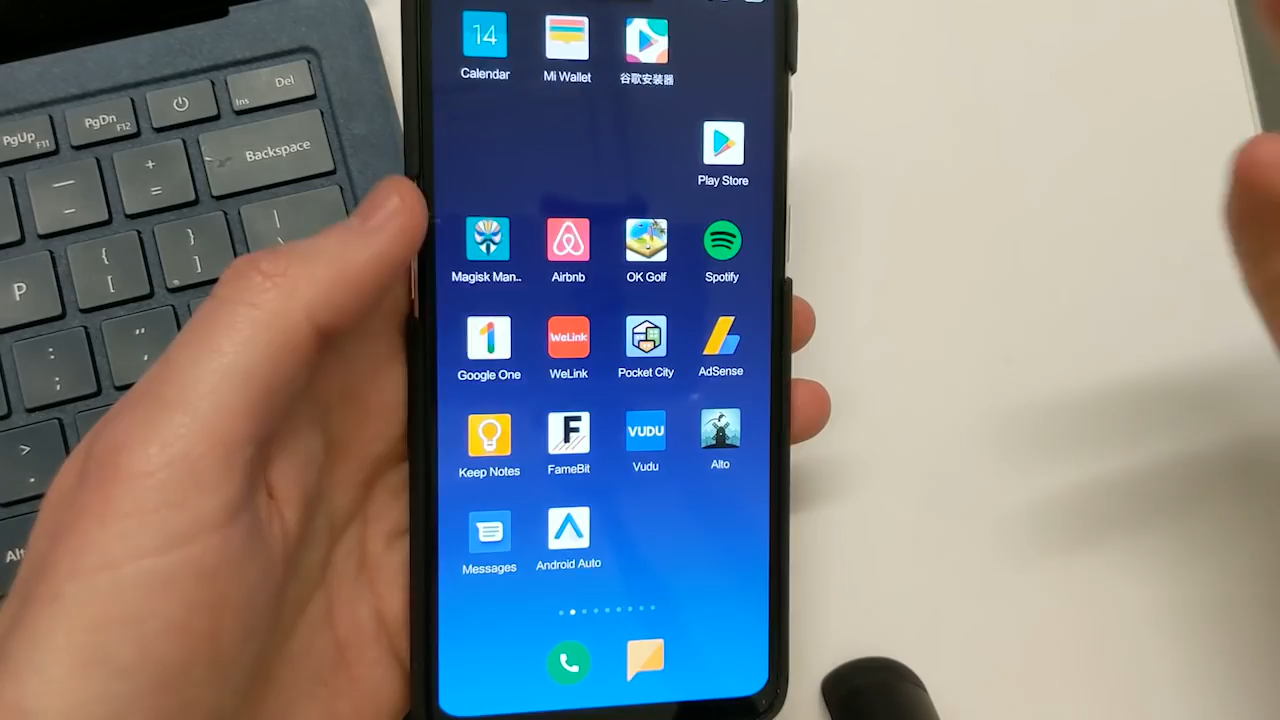 14
Calendar
Mi Wallet
谷歌安装器
Play Store
Magisk Man..
Airbnb
OK Golf
Spotify
1
Google One
WeLink
WeLink
Pocket City
AdSense
Keep Notes
F
FameBit
VUDU
Vudu
Alto
Messages
Android Auto
PgUp
F11
PgDn
F12
Ins
Del
Backspace
—
-
+
=
P
{
[
}
]
|
\
:
;
"
'
>
.
Alt